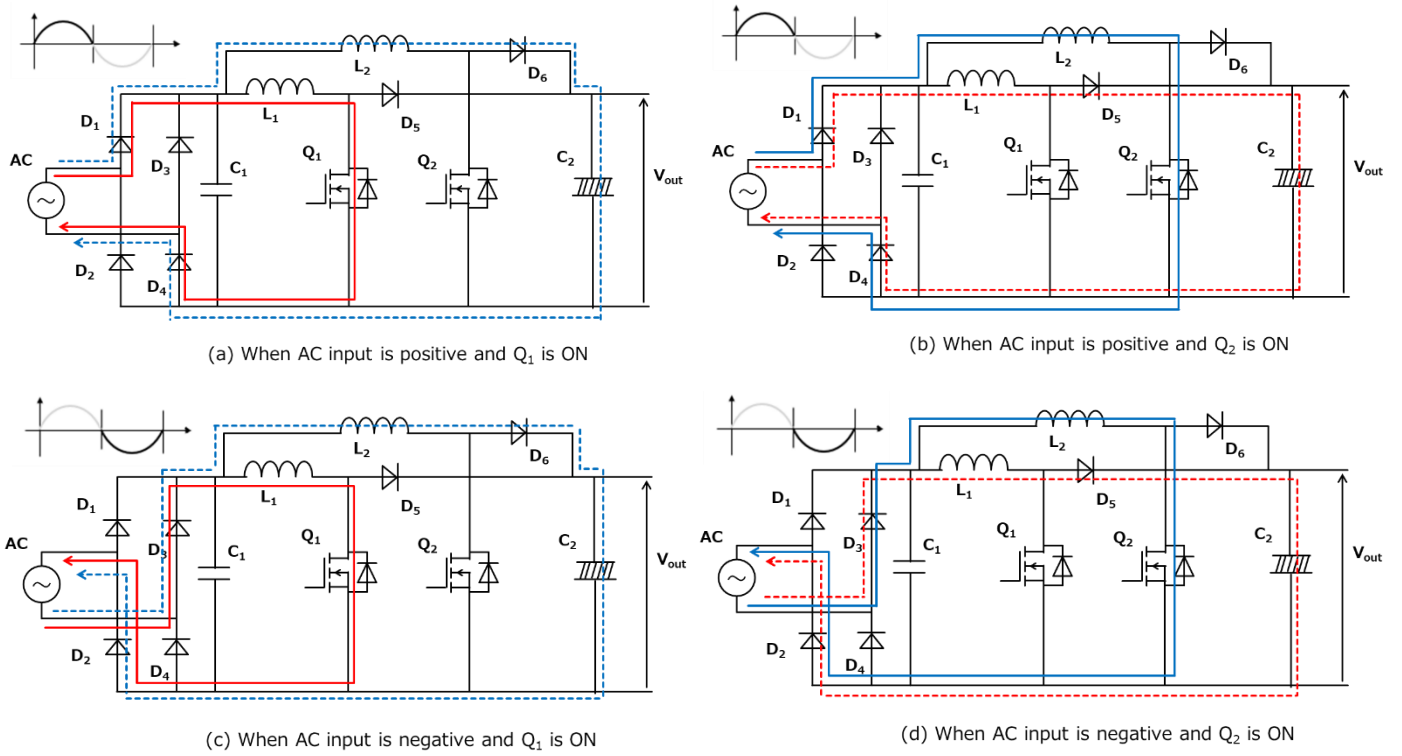 L₂
D₆
D₁
L₁
D₅
AC
D₃
C₁
Q₁
Q₂
C₂
Vout
D₂
D₄
(a) When AC input is positive and Q₁ is ON
L₂
D₆
D₁
L₁
D₅
AC
D₃
C₁
Q₁
Q₂
C₂
Vout
D₂
D₄
(b) When AC input is positive and Q₂ is ON
L₂
D₆
D₁
L₁
D₅
AC
D₃
C₁
Q₁
Q₂
C₂
Vout
D₂
D₄
(c) When AC input is negative and Q₁ is ON
L₂
D₆
D₁
L₁
D₅
AC
D₃
C₁
Q₁
Q₂
C₂
Vout
D₂
D₄
(d) When AC input is negative and Q₂ is ON